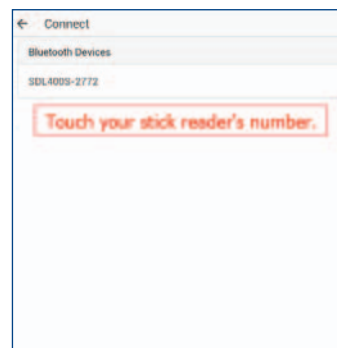 ← Connect
Bluetooth Devices
SDL400S-2772
Touch your stick reader's number.